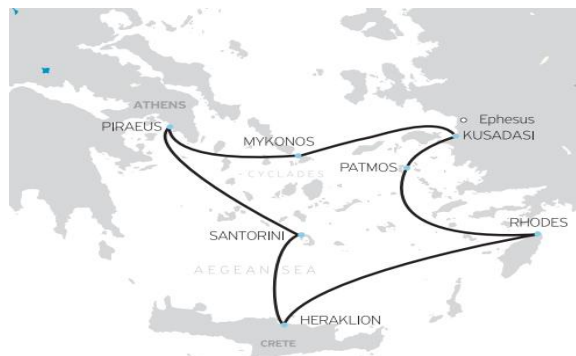 ATHENS
PIRAEUS
MYKONOS
Ephesus
KUSADASI
PATMOS
CYCLADES
RHODES
SANTORINI
AEGEAN SEA
HERAKLION
CRETE